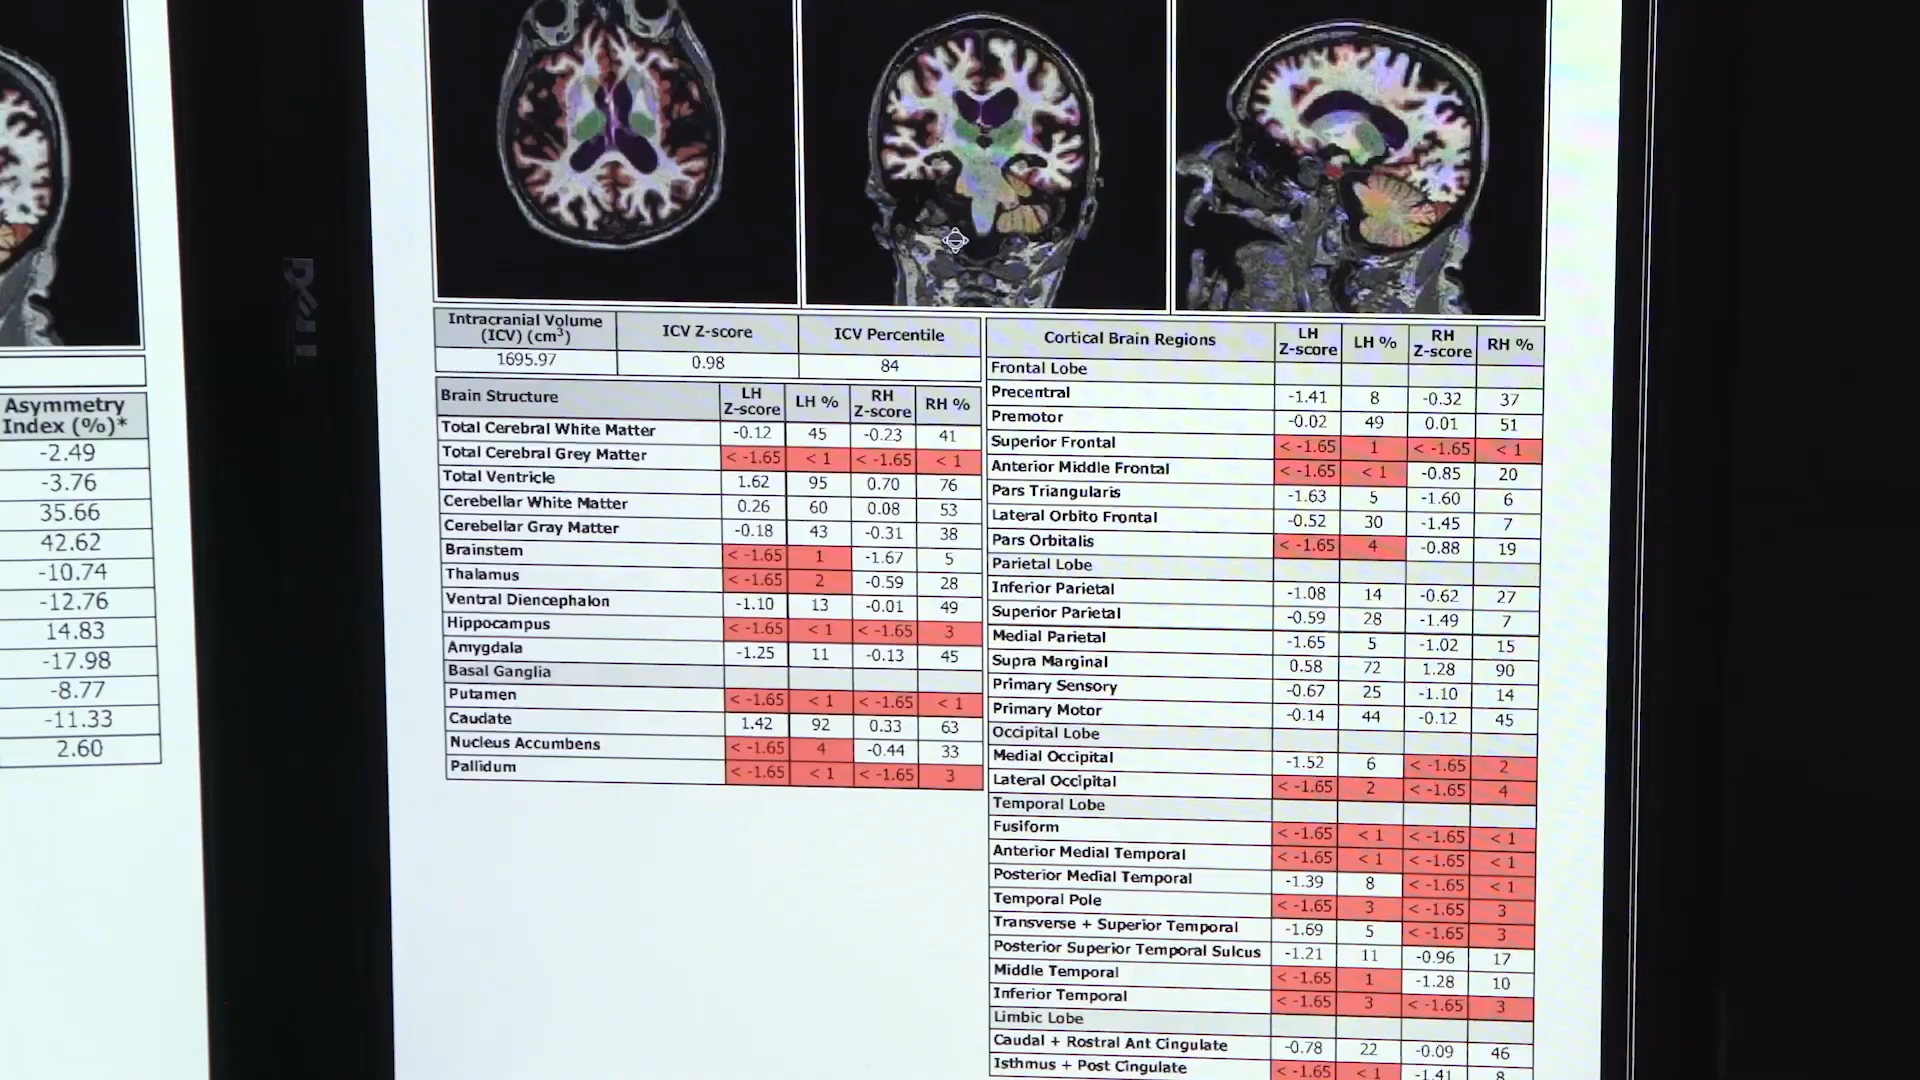 DELL
Asymmetry
Index (%)*
-2.49
-3.76
35.66
42.62
-10.74
-12.76
14.83
-17.98
-8.77
-11.33
2.60
Intracranial Volume
(ICV) (cm³)
ICV Z-score
ICV Percentile
1695.97
0.98
84
Brain Structure LH Z-score LH % RH Z-score RH %
Total Cerebral White Matter -0.12 45 -0.23 41
Total Cerebral Grey Matter < -1.65 < 1 < -1.65 < 1
Total Ventricle 1.62 95 0.70 76
Cerebellar White Matter 0.26 60 0.08 53
Cerebellar Gray Matter -0.18 43 -0.31 38
Brainstem < -1.65 1 -1.67 5
Thalamus < -1.65 2 -0.59 28
Ventral Diencephalon -1.10 13 -0.01 49
Hippocampus < -1.65 < 1 < -1.65 3
Amygdala -1.25 11 -0.13 45
Basal Ganglia
Putamen < -1.65 < 1 < -1.65 < 1
Caudate 1.42 92 0.33 63
Nucleus Accumbens < -1.65 4 -0.44 33
Pallidum < -1.65 < 1 < -1.65 3
Cortical Brain Regions LH Z-score LH % RH Z-score RH %
Frontal Lobe
Precentral -1.41 8 -0.32 37
Premotor -0.02 49 0.01 51
Superior Frontal < -1.65 1 < -1.65 < 1
Anterior Middle Frontal < -1.65 < 1 -0.85 20
Pars Triangularis -1.63 5 -1.60 6
Lateral Orbito Frontal -0.52 30 -1.45 7
Pars Orbitalis < -1.65 4 -0.88 19
Parietal Lobe
Inferior Parietal -1.08 14 -0.62 27
Superior Parietal -0.59 28 -1.49 7
Medial Parietal -1.65 5 -1.02 15
Supra Marginal 0.58 72 1.28 90
Primary Sensory -0.67 25 -1.10 14
Primary Motor -0.14 44 -0.12 45
Occipital Lobe
Medial Occipital -1.52 6 < -1.65 2
Lateral Occipital < -1.65 2 < -1.65 4
Temporal Lobe
Fusiform < -1.65 < 1 < -1.65 < 1
Anterior Medial Temporal < -1.65 < 1 < -1.65 < 1
Posterior Medial Temporal -1.39 8 < -1.65 < 1
Temporal Pole < -1.65 3 < -1.65 3
Transverse + Superior Temporal -1.69 5 < -1.65 3
Posterior Superior Temporal Sulcus -1.21 11 -0.96 17
Middle Temporal < -1.65 1 -1.28 10
Inferior Temporal < -1.65 3 < -1.65 3
Limbic Lobe
Caudal + Rostral Ant Cingulate -0.78 22 -0.09 46
Isthmus + Post Cingulate < -1.65 < 1 -1.41 8